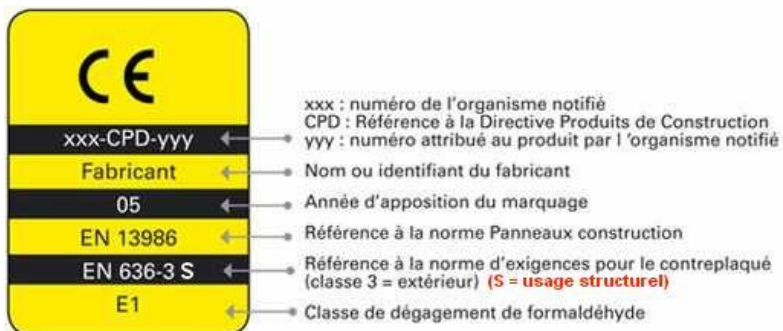 CE
xxx : numéro de l'organisme notifié
CPD : Référence à la Directive Produits de Construction
xxx-CPD-yyy
yyy : numéro attribué au produit par l 'organisme notifié
Fabricant
Nom ou identifiant du fabricant
05
Année d'apposition du marquage
EN 13986
Référence à la norme Panneaux construction
EN 636-3 S
Référence à la norme d'exigences pour le contreplaqué
(classe 3 = extérieur) (S = usage structurel)
E1
Classe de dégagement de formaldéhyde